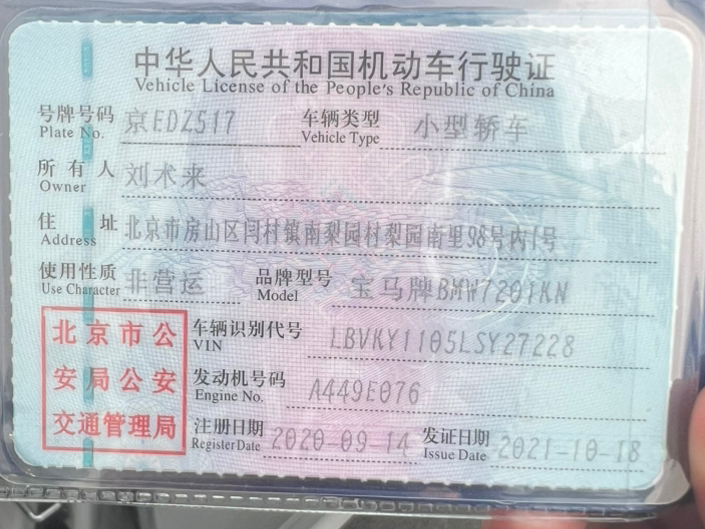 中华人民共和国机动车行驶证
Vehicle License of the People's Republic of China
号牌号码 京EDZ517 车辆类型 小型轿车
Plate No. Vehicle Type
所有人 刘术来
Owner
住址 北京市房山区闫村镇南梨园村梨园南里98号内1号
Address
使用性质 非营运 品牌型号 宝马牌BMW7201KN
Use Character Model
北京市公 车辆识别代号 LBVKY1105LSY27228
VIN
安局公安 发动机号码 A449E076
Engine No.
交通管理局 注册日期 2020-09-14 发证日期 2021-10-18
Register Date Issue Date